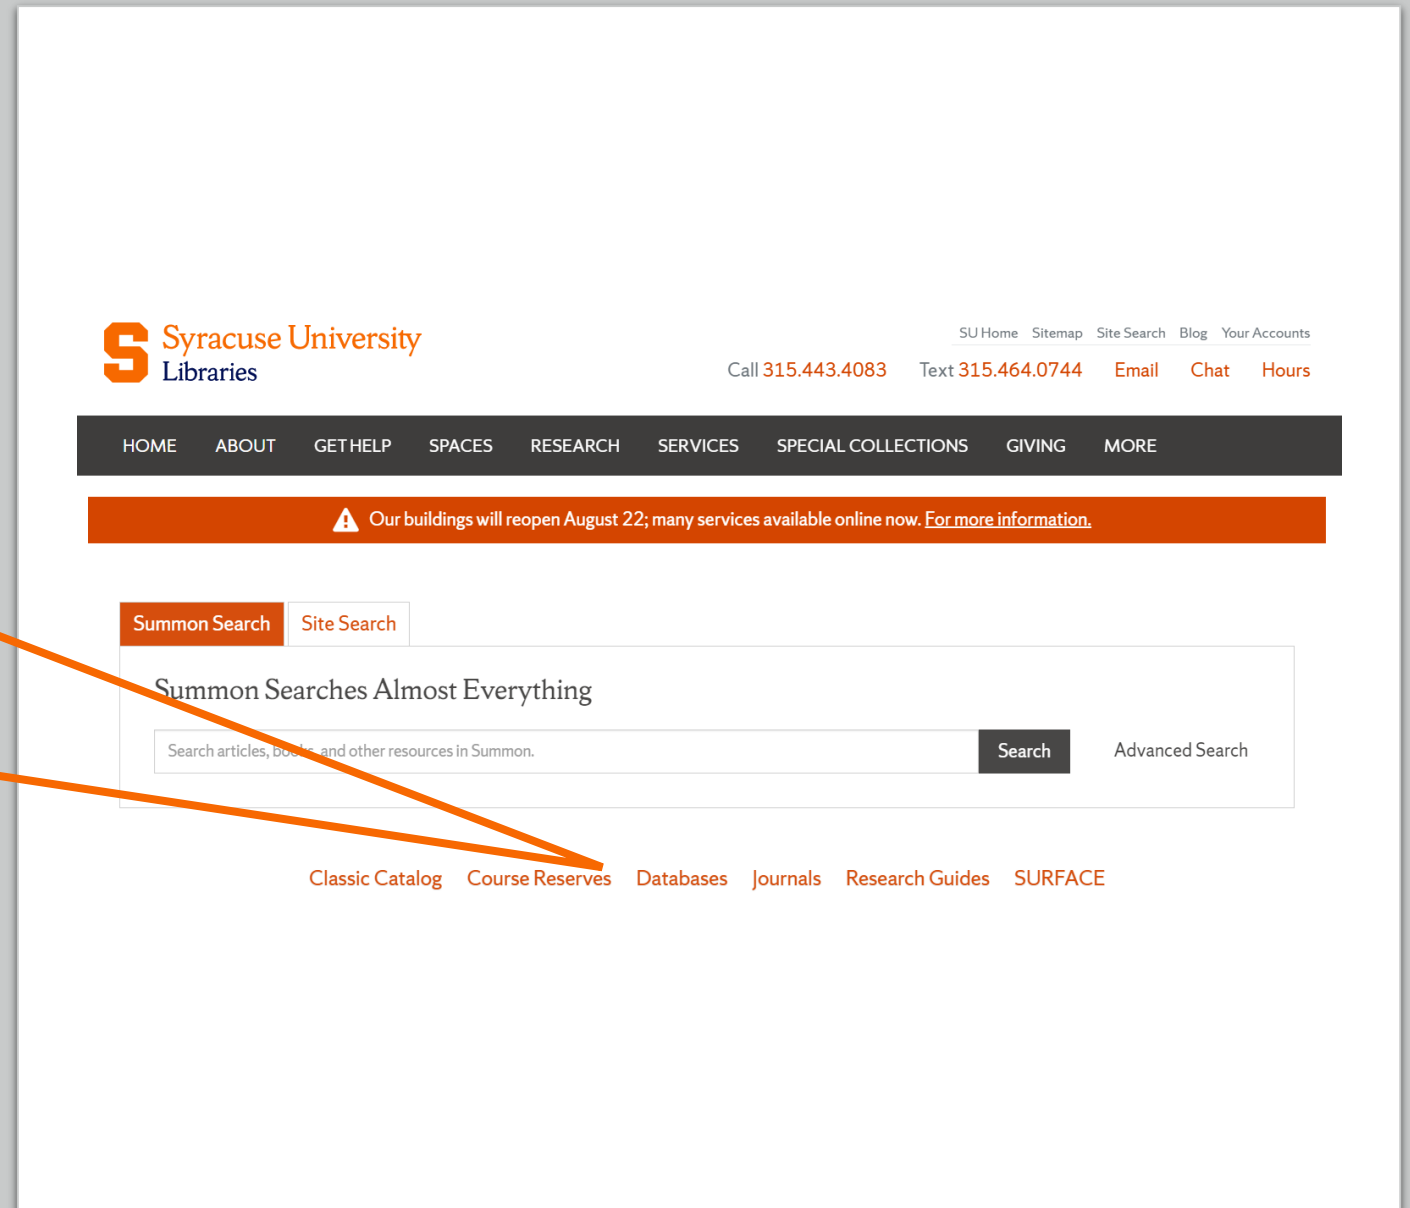 Syracuse University
Libraries
SU Home Sitemap Site Search Blog Your Accounts
Call 315.443.4083 Text 315.464.0744 Email Chat Hours
HOME ABOUT GET HELP SPACES RESEARCH SERVICES SPECIAL COLLECTIONS GIVING MORE
Our buildings will reopen August 22; many services available online now. For more information.
Summon Search Site Search
Summon Searches Almost Everything
Search articles, books, and other resources in Summon. Search Advanced Search
Classic Catalog Course Reserves Databases Journals Research Guides SURFACE